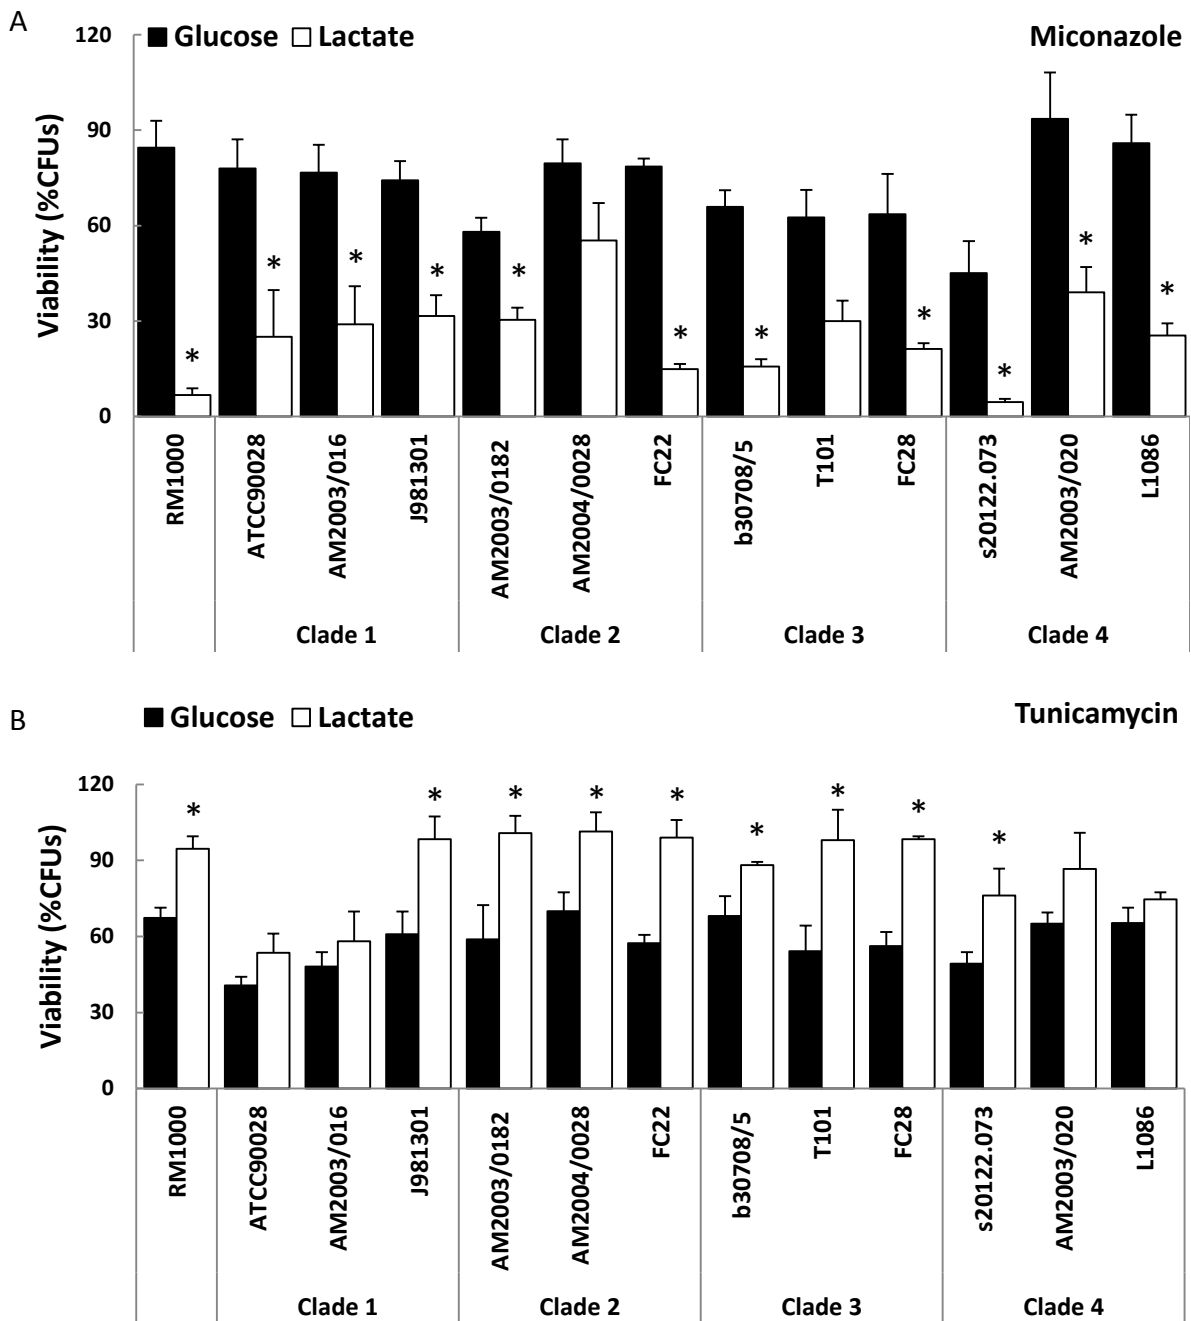 A
Glucose Lactate
Miconazole
Viability (%CFUs)
120
90
60
30
0
* * * * * * * * * * *
RM1000
ATCC90028
AM2003/016
J981301
AM2003/0182
AM2004/0028
FC22
b30708/5
T101
FC28
s20122.073
AM2003/020
L1086
Clade 1 Clade 2 Clade 3 Clade 4
B
Glucose Lactate
Tunicamycin
Viability (%CFUs)
120
90
60
30
0
* * * * * * * * *
RM1000
ATCC90028
AM2003/016
J981301
AM2003/0182
AM2004/0028
FC22
b30708/5
T101
FC28
s20122.073
AM2003/020
L1086
Clade 1 Clade 2 Clade 3 Clade 4